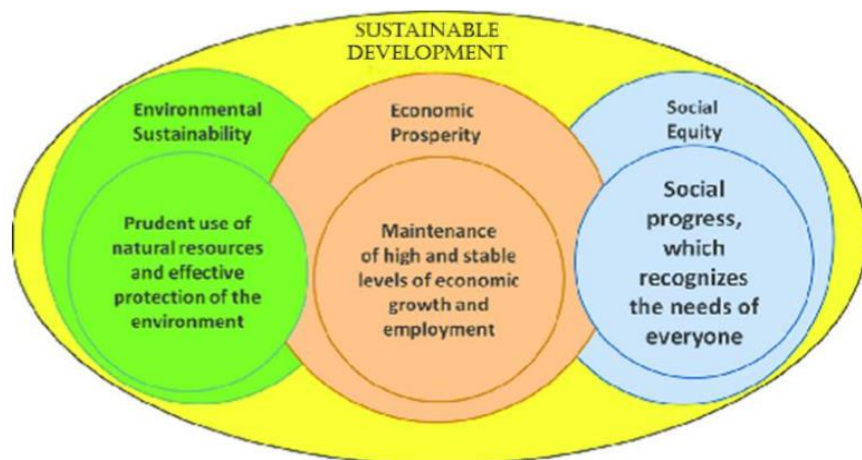 SUSTAINABLE
DEVELOPMENT
Environmental
Sustainability
Prudent use of
natural resources
and effective
protection of the
environment
Economic
Prosperity
Maintenance
of high and stable
levels of economic
growth and
employment
Social
Equity
Social
progress,
which
recognizes
the needs of
everyone